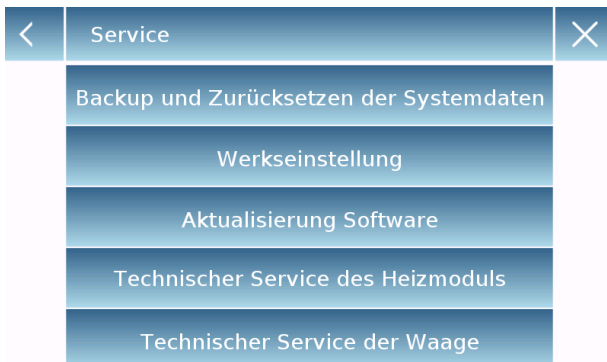 Service
Backup und Zurücksetzen der Systemdaten
Werkseinstellung
Aktualisierung Software
Technischer Service des Heizmoduls
Technischer Service der Waage